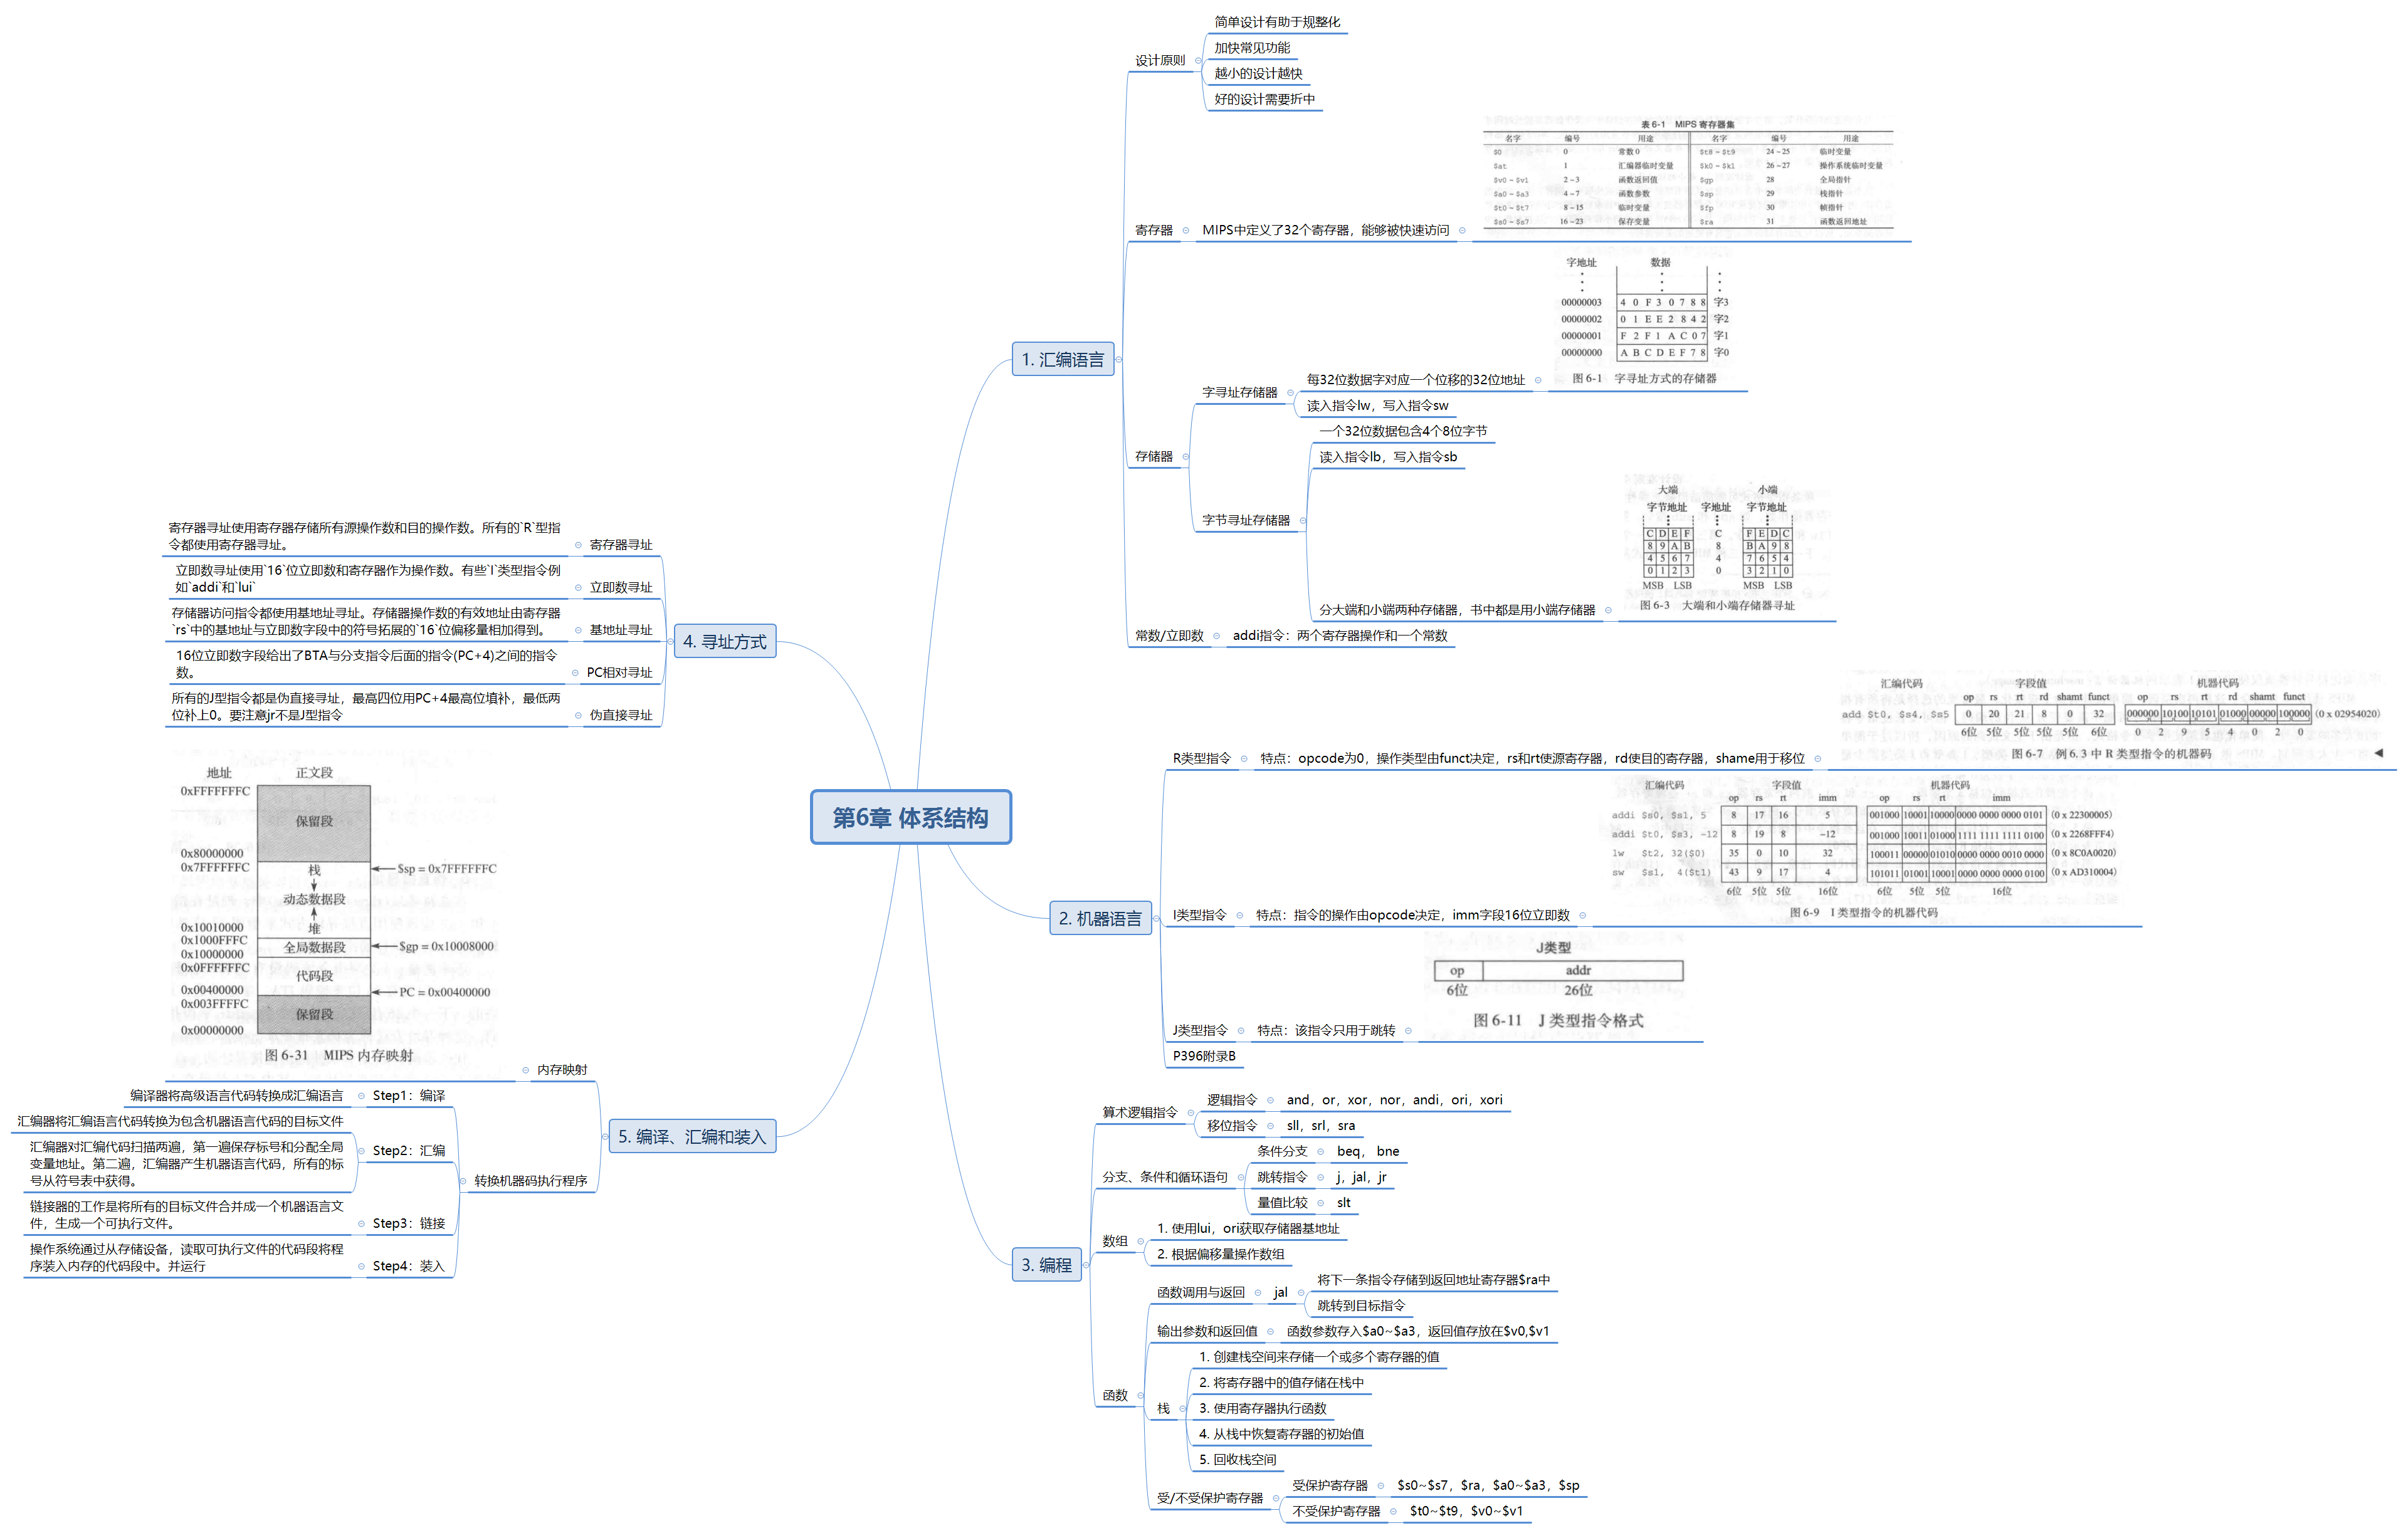 第6章 体系结构
1. 汇编语言
设计原则
简单设计有助于规整化
加快常见功能
越小的设计越快
好的设计需要折中
寄存器
MIPS中定义了32个寄存器，能够被快速访问
表 6-1 MIPS 寄存器集
名字 编号 用途 名字 编号 用途
$0 0 常数 0 $t8 ~ $t9 24 ~25 临时变量
$at 1 汇编器临时变量 $k0 ~ $k1 26 ~27 操作系统临时变量
$v0 ~ $v1 2 ~3 函数返回值 $gp 28 全局指针
$a0 ~ $a3 4 ~7 函数参数 $sp 29 栈指针
$t0 ~ $t7 8 ~15 临时变量 $fp 30 帧指针
$s0 ~ $s7 16 ~23 保存变量 $ra 31 函数返回地址
存储器
字寻址存储器
每32位数据字对应一个位移的32位地址
字地址 数据
00000003 4 0 F 3 0 7 8 8 字3
00000002 0 1 E E 2 8 4 2 字2
00000001 F 2 F 1 A C 0 7 字1
00000000 A B C D E F 7 8 字0
图 6-1 字寻址方式的存储器
读入指令lw，写入指令sw
字节寻址存储器
一个32位数据包含4个8位字节
读入指令lb，写入指令sb
分大端和小端两种存储器，书中都是用小端存储器
大端 小端
字节地址 字地址 字节地址
C D E F C F E D C
8 9 A B 8 B A 9 8
4 5 6 7 4 7 6 5 4
0 1 2 3 0 3 2 1 0
MSB LSB MSB LSB
图 6-3 大端和小端存储器寻址
常数/立即数
addi指令：两个寄存器操作和一个常数
2. 机器语言
R类型指令
特点：opcode为0，操作类型由funct决定，rs和rt使源寄存器，rd使目的寄存器，shame用于移位
汇编代码 字段值 机器代码
op rs rt rd shamt funct op rs rt rd shamt funct
add $t0, $s4, $s5 0 20 21 8 0 32 000000 10100 10101 01000 00000 100000 (0 x 02954020)
6位 5位 5位 5位 5位 6位 0 2 9 5 4 0 2 0
图 6-7 例 6.3 中 R 类型指令的机器码
I类型指令
特点：指令的操作由opcode决定，imm字段16位立即数
汇编代码 字段值 机器代码
op rs rt imm op rs rt imm
addi $s0, $s1, 5 8 17 16 5 001000 10001 10000 0000 0000 0000 0101 (0 x 22300005)
addi $t0, $s3, -12 8 19 8 -12 001000 10011 01000 1111 1111 1111 0100 (0 x 2268FFF4)
lw $t2, 32($0) 35 0 10 32 100011 00000 01010 0000 0000 0010 0000 (0 x 8C0A0020)
sw $s1, 4($t1) 43 9 17 4 101011 01001 10001 0000 0000 0000 0100 (0 x AD310004)
6位 5位 5位 16位 6位 5位 5位 16位
图 6-9 I 类型指令的机器代码
J类型指令
特点：该指令只用于跳转
J类型
op addr
6位 26位
图 6-11 J 类型指令格式
P396附录B
3. 编程
算术逻辑指令
逻辑指令
and，or，xor，nor，andi，ori，xori
移位指令
sll，srl，sra
分支、条件和循环语句
条件分支
beq， bne
跳转指令
j，jal，jr
量值比较
slt
数组
1. 使用lui，ori获取存储器基地址
2. 根据偏移量操作数组
函数
函数调用与返回
jal
将下一条指令存储到返回地址寄存器$ra中
跳转到目标指令
输出参数和返回值
函数参数存入$a0~$a3，返回值存放在$v0,$v1
栈
1. 创建栈空间来存储一个或多个寄存器的值
2. 将寄存器中的值存储在栈中
3. 使用寄存器执行函数
4. 从栈中恢复寄存器的初始值
5. 回收栈空间
受/不受保护寄存器
受保护寄存器
$s0~$s7，$ra，$a0~$a3，$sp
不受保护寄存器
$t0~$t9，$v0~$v1
4. 寻址方式
寄存器寻址
寄存器寻址使用寄存器存储所有源操作数和目的操作数。所有的`R`型指
令都使用寄存器寻址。
立即数寻址
立即数寻址使用`16`位立即数和寄存器作为操作数。有些`I`类型指令例
如`addi`和`lui`
基地址寻址
存储器访问指令都使用基地址寻址。存储器操作数的有效地址由寄存器
`rs`中的基地址与立即数字段中的符号拓展的`16`位偏移量相加得到。
PC相对寻址
16位立即数字段给出了BTA与分支指令后面的指令(PC+4)之间的指令
数。
伪直接寻址
所有的J型指令都是伪直接寻址，最高四位用PC+4最高位填补，最低两
位补上0。要注意jr不是J型指令
5. 编译、汇编和装入
内存映射
地址 正文段
0xFFFFFFFC
保留段
0x80000000
0x7FFFFFFC
栈
$sp = 0x7FFFFFFC
动态数据段
0x10010000
堆
0x1000FFFC
全局数据段
$gp = 0x10008000
0x10000000
0x0FFFFFFC
代码段
0x00400000
PC = 0x00400000
0x003FFFFC
保留段
0x00000000
图 6-31 MIPS 内存映射
转换机器码执行程序
Step1：编译
编译器将高级语言代码转换成汇编语言
Step2：汇编
汇编器将汇编语言代码转换为包含机器语言代码的目标文件
汇编器对汇编代码扫描两遍，第一遍保存标号和分配全局
变量地址。第二遍，汇编器产生机器语言代码，所有的标
号从符号表中获得。
Step3：链接
链接器的工作是将所有的目标文件合并成一个机器语言文
件，生成一个可执行文件。
Step4：装入
操作系统通过从存储设备，读取可执行文件的代码段将程
序装入内存的代码段中。并运行